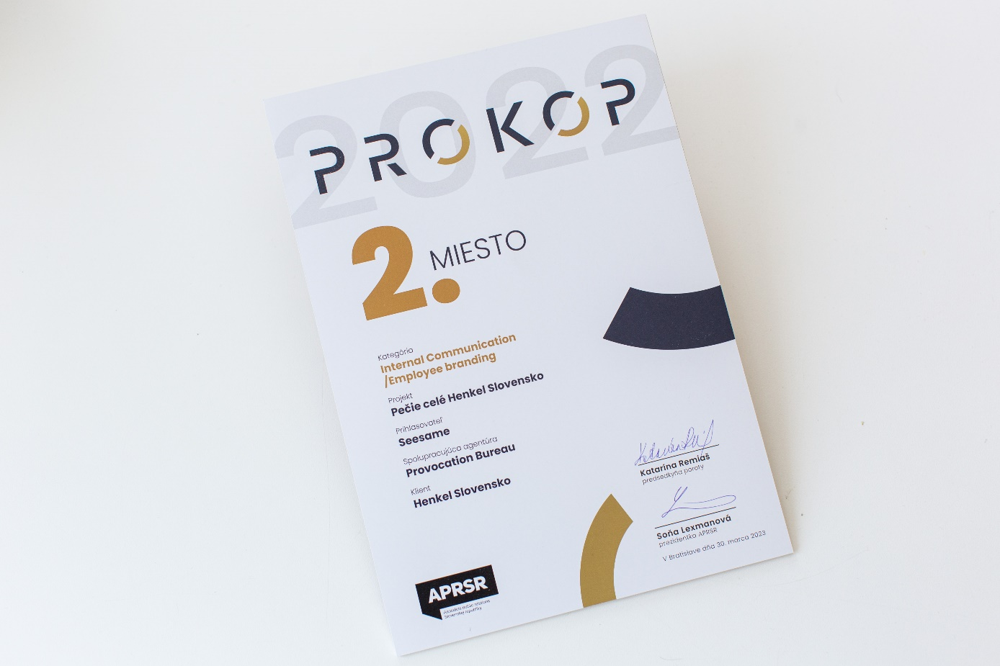 2022
PROKOP
2. MIESTO
Kategória
Internal Communication
/Employee branding
Projekt
Pečie celé Henkel Slovensko
Prihlasovateľ
Seesame
Spolupracujúca agentúra
Provocation Bureau
Klient
Henkel Slovensko
Katarína Remiáš
predsedkyňa poroty
Soňa Lexmanová
prezidentka APRSR
V Bratislave dňa 30. marca 2023
APRSR
Asociácia public relations
Slovenskej republiky